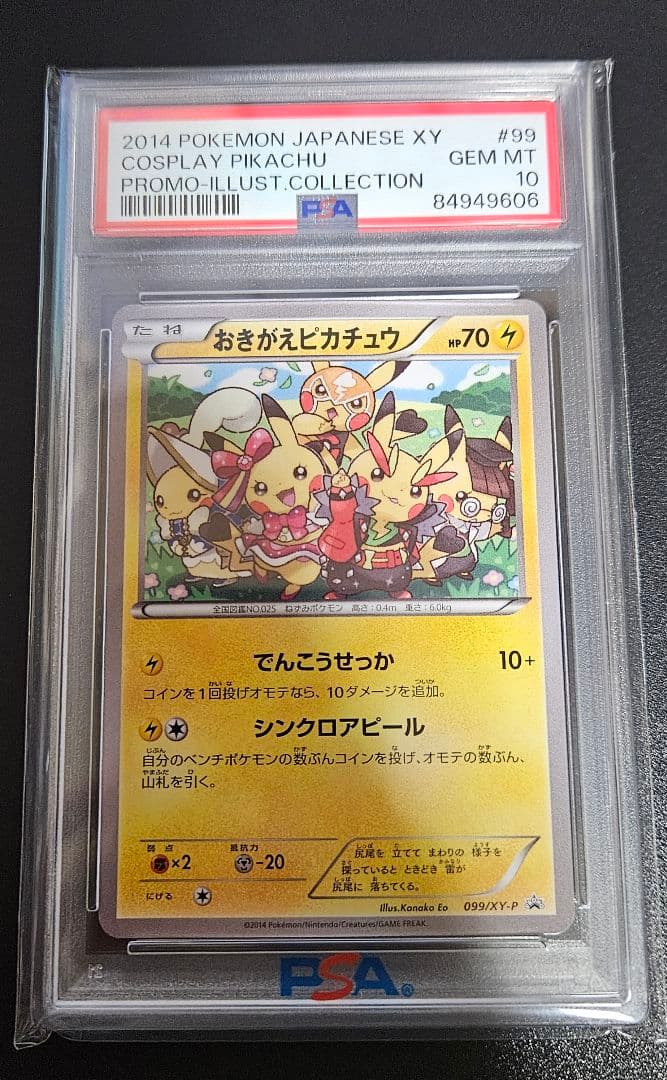 2014 POKEMON JAPANESE XY #99
COSPLAY PIKACHU GEM MT
PROMO-ILLUST.COLLECTION 10
PSA 84949606
たね おきがえピカチュウ HP70
全国図鑑NO.025 ねずみポケモン 高さ:0.4m 重さ:6.0kg
でんこうせっか 10+
コインを1回投げオモテなら、10ダメージを追加。
シンクロアピール
自分のベンチポケモンの数ぶんコインを投げ、オモテの数ぶん、
山札を引く。
弱点 抵抗力
×2 -20
にげる
尻尾を 立てて まわりの 様子を
探っていると ときどき 雷が
尻尾に 落ちてくる。
Illus.Kanako Eo 099/XY-P
©2014 Pokémon/Nintendo/Creatures/GAME FREAK.
PSA®